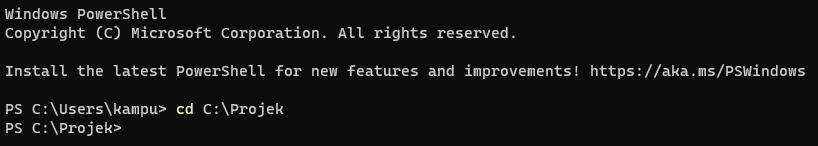 Windows PowerShell
Copyright (C) Microsoft Corporation. All rights reserved.
Install the latest PowerShell for new features and improvements! https://aka.ms/PSWindows
PS C:\Users\kampu> cd C:\Projek
PS C:\Projek>